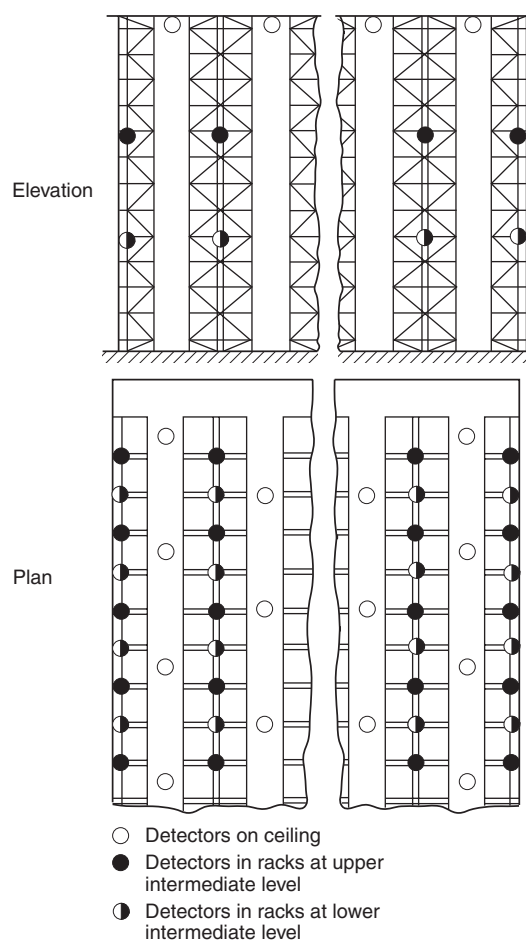 Elevation
Plan
Detectors on ceiling
Detectors in racks at upper
intermediate level
Detectors in racks at lower
intermediate level